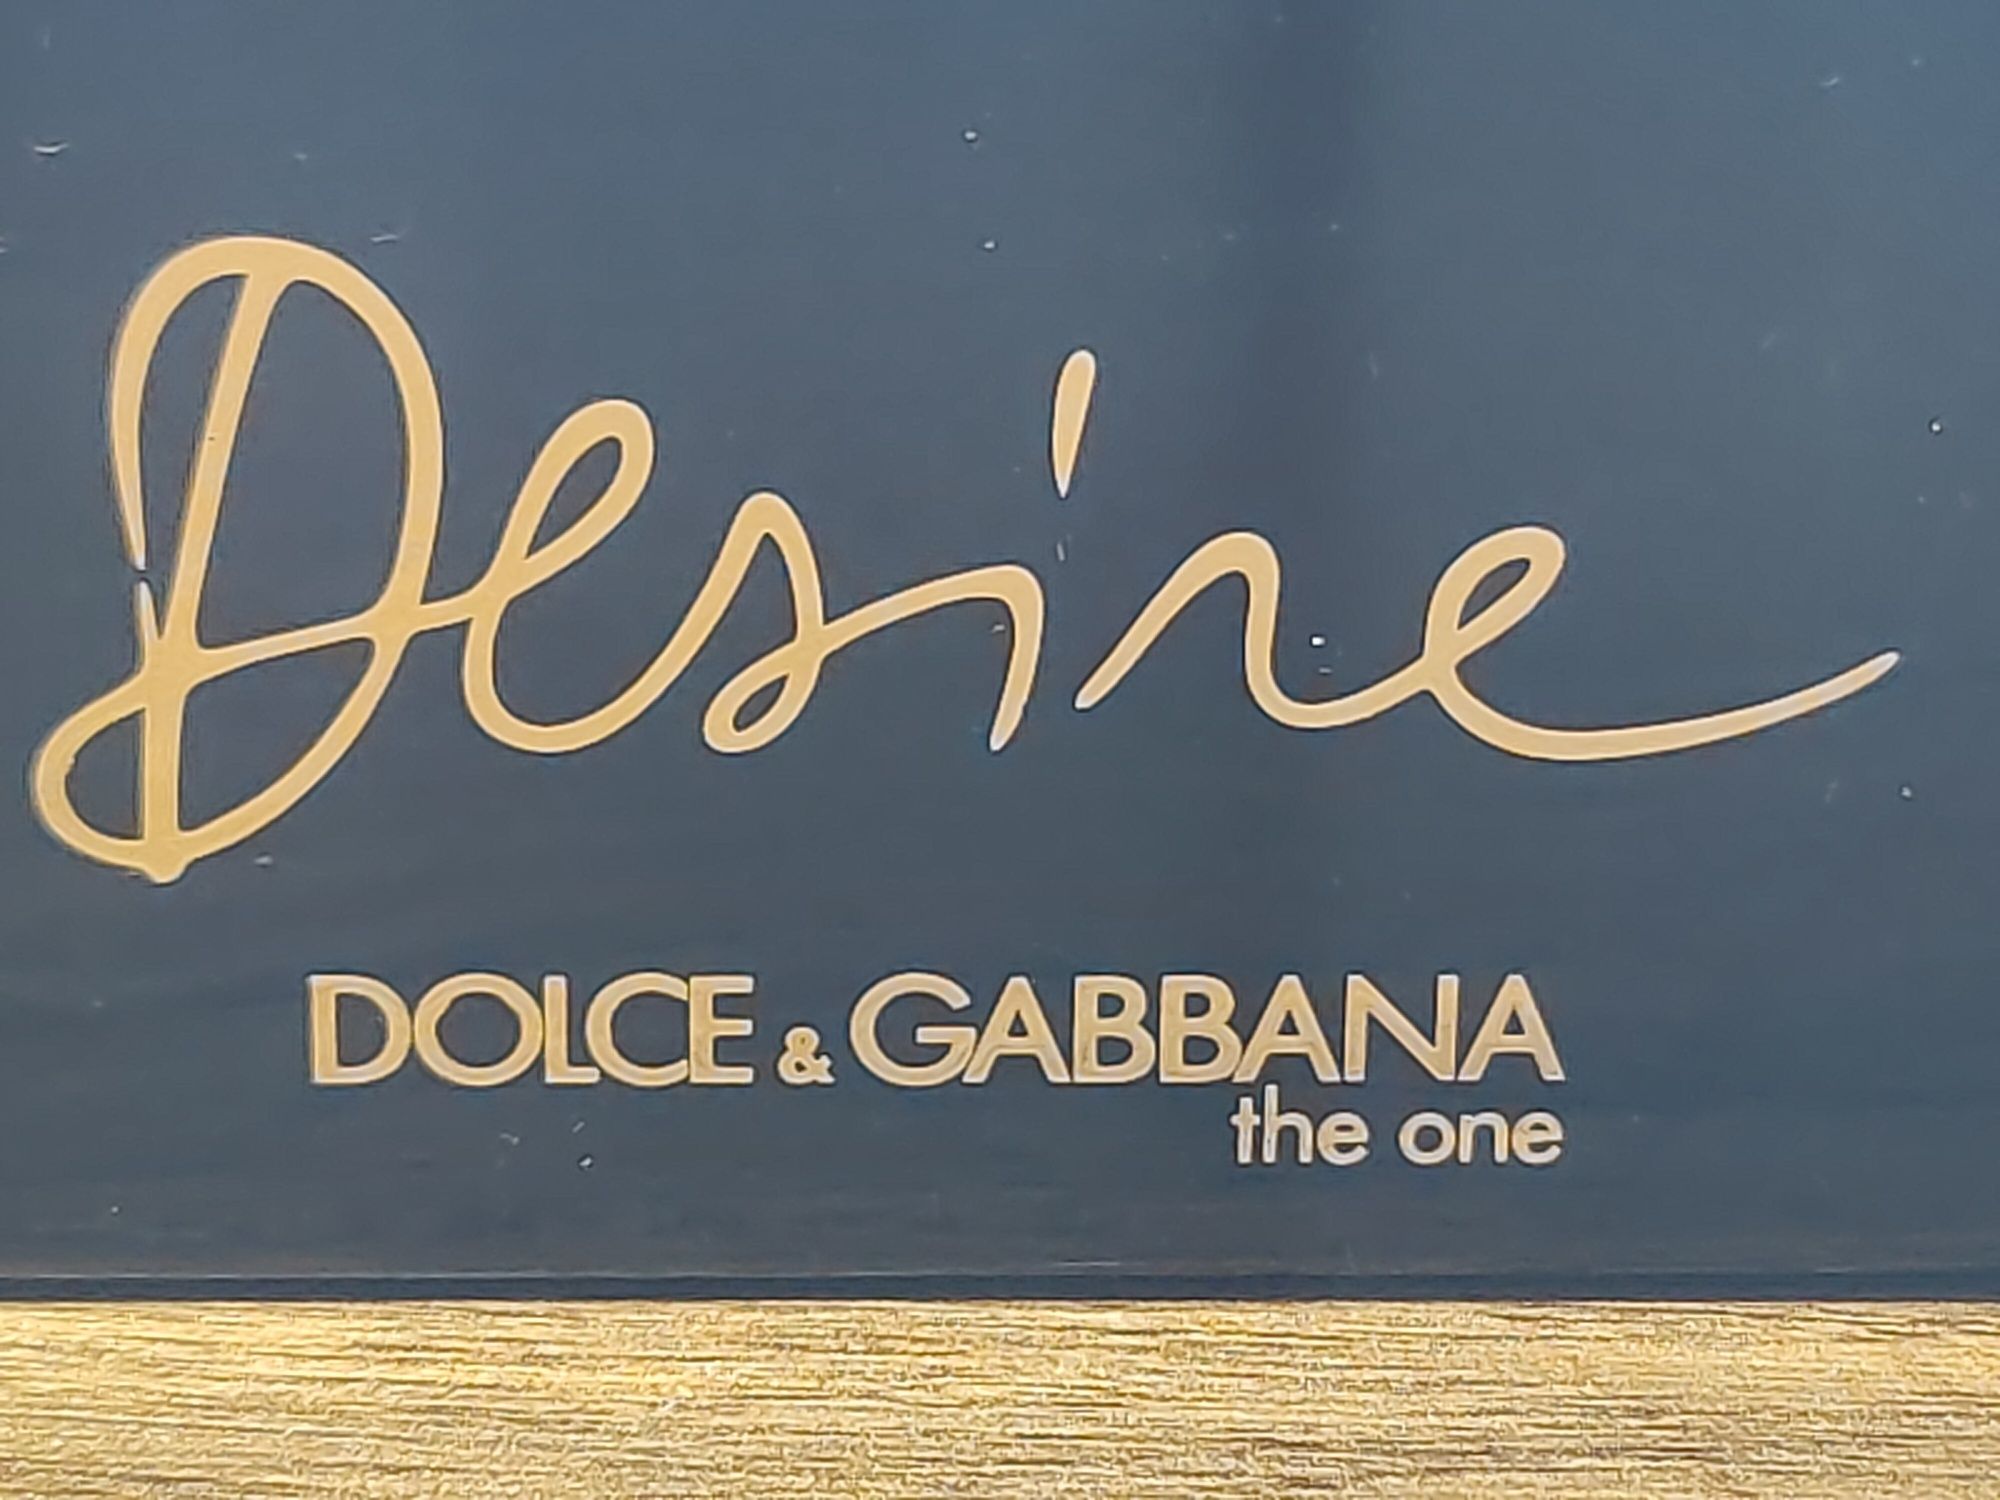 Desire
DOLCE & GABBANA
the one